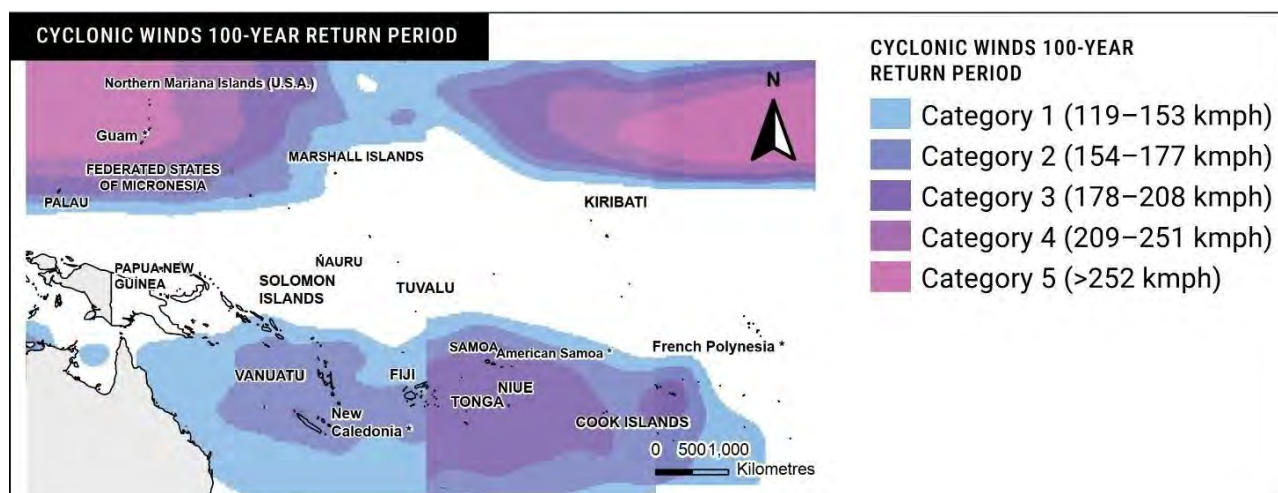 CYCLONIC WINDS 100-YEAR RETURN PERIOD
Northern Mariana Islands (U.S.A.)
Guam *
FEDERATED STATES
OF MICRONESIA
PALAU
MARSHALL ISLANDS
N
KIRIBATI
PAPUA NEW
GUINEA
SOLOMON
ISLANDS
NAURU
TUVALU
VANUATU
FIJI
SAMOA
American Samoa *
French Polynesia *
TONGA
NIUE
New
Caledonia *
COOK ISLANDS
0 5001,000
Kilometres
CYCLONIC WINDS 100-YEAR
RETURN PERIOD
Category 1 (119–153 kmph)
Category 2 (154–177 kmph)
Category 3 (178–208 kmph)
Category 4 (209–251 kmph)
Category 5 (>252 kmph)